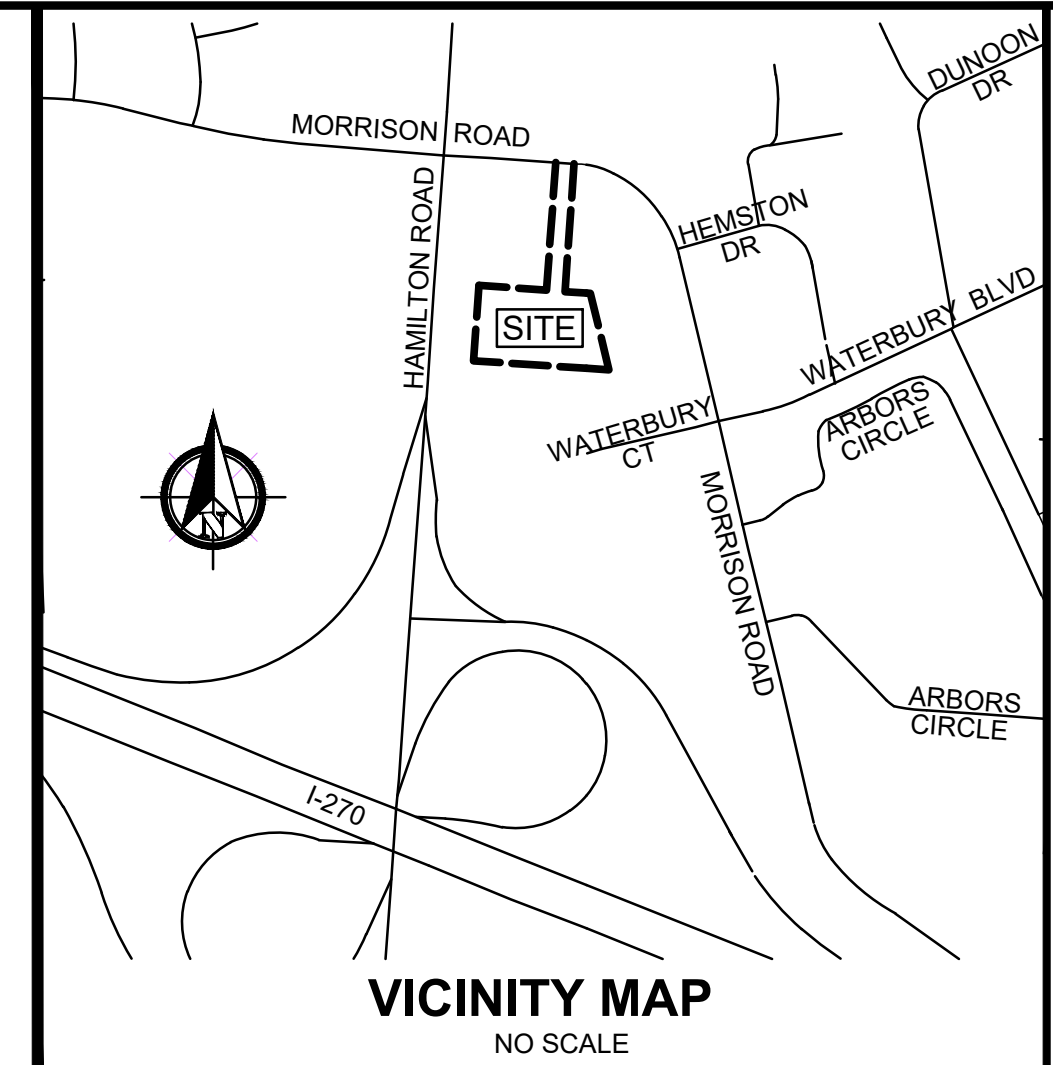 DUNOON
DR
MORRISON ROAD
HAMILTON ROAD
HEMSTON
DR
SITE
WATERBURY BLVD
WATERBURY
CT
ARBORS
CIRCLE
N
MORRISON ROAD
ARBORS
CIRCLE
I-270
VICINITY MAP
NO SCALE